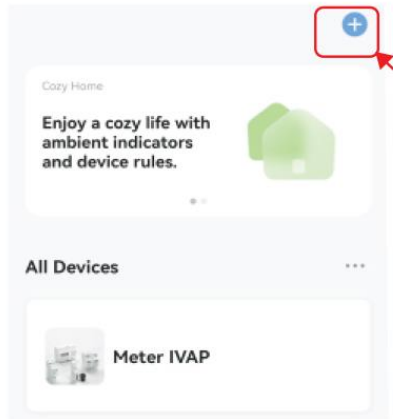 Cozy Home
Enjoy a cozy life with
ambient indicators
and device rules.
All Devices
Meter IVAP